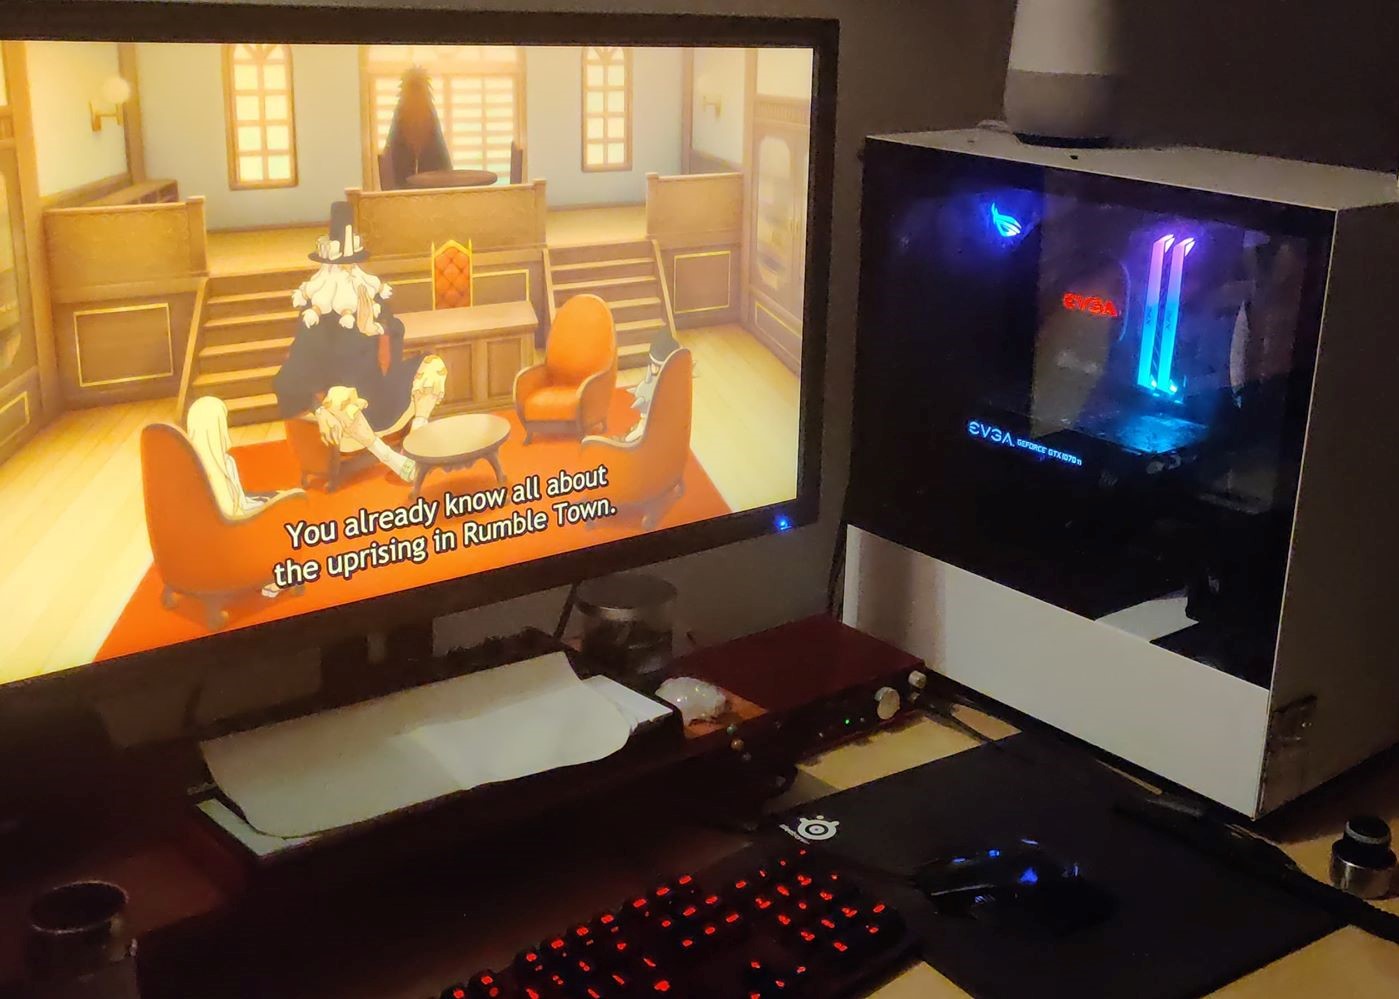 You already know all about
the uprising in Rumble Town.
EVGA
EVGA GEFORCE GTX 1070 Ti